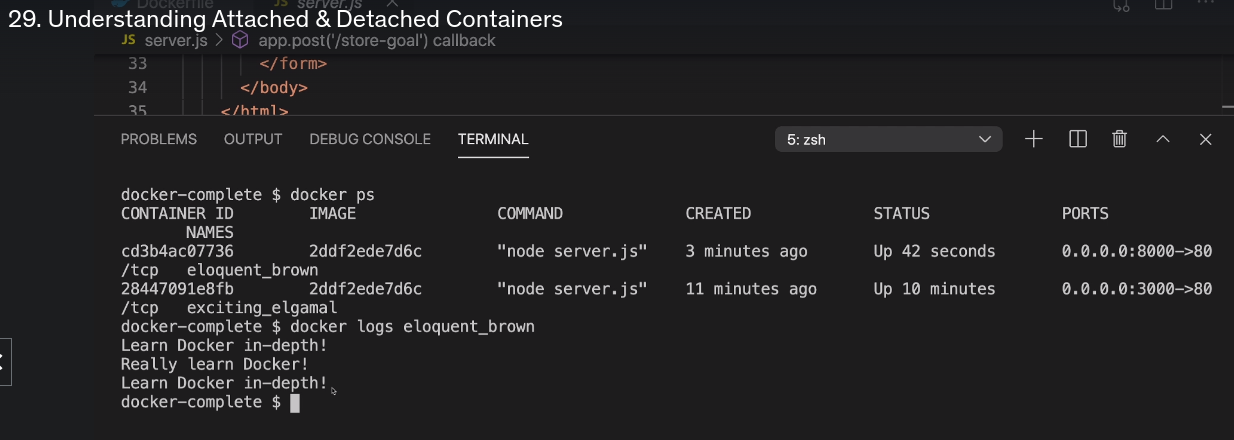 Dockerfile JS server.js
29. Understanding Attached & Detached Containers
JS server.js > app.post('/store-goal') callback
33 </form>
34 </body>
35 </html>
PROBLEMS OUTPUT DEBUG CONSOLE TERMINAL 5: zsh
docker-complete $ docker ps
CONTAINER ID IMAGE COMMAND CREATED STATUS PORTS
NAMES
cd3b4ac07736 2ddf2ede7d6c "node server.js" 3 minutes ago Up 42 seconds 0.0.0.0:8000->80
/tcp eloquent_brown
28447091e8fb 2ddf2ede7d6c "node server.js" 11 minutes ago Up 10 minutes 0.0.0.0:3000->80
/tcp exciting_elgamal
docker-complete $ docker logs eloquent_brown
Learn Docker in-depth!
Really learn Docker!
Learn Docker in-depth!
docker-complete $